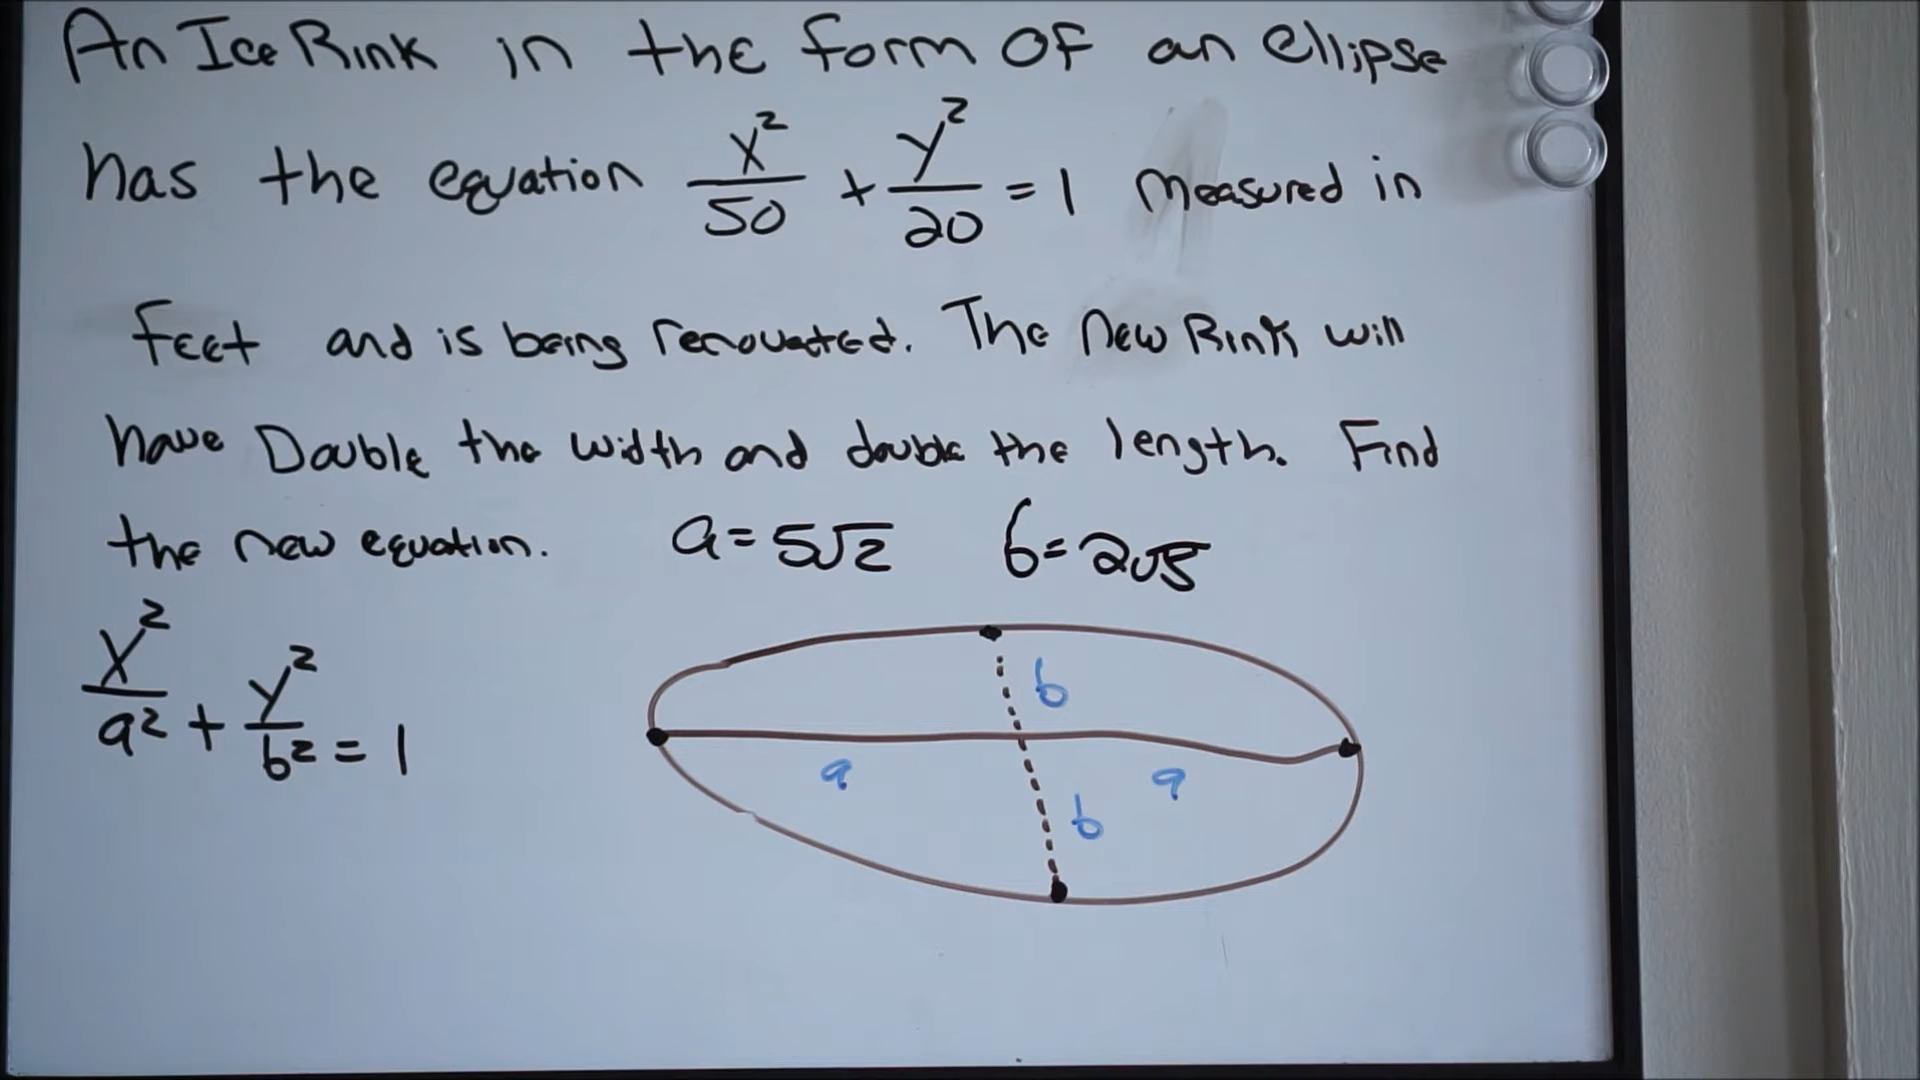 An Ice Rink in the form of an ellipse
has the equation x²/50 + y²/20 = 1 measured in
feet and is being renovated. The new Rink will
have Double the width and double the length. Find
the new equation. a = 5√2 b = 2√5
x²/a² + y²/b² = 1
b
a a
b